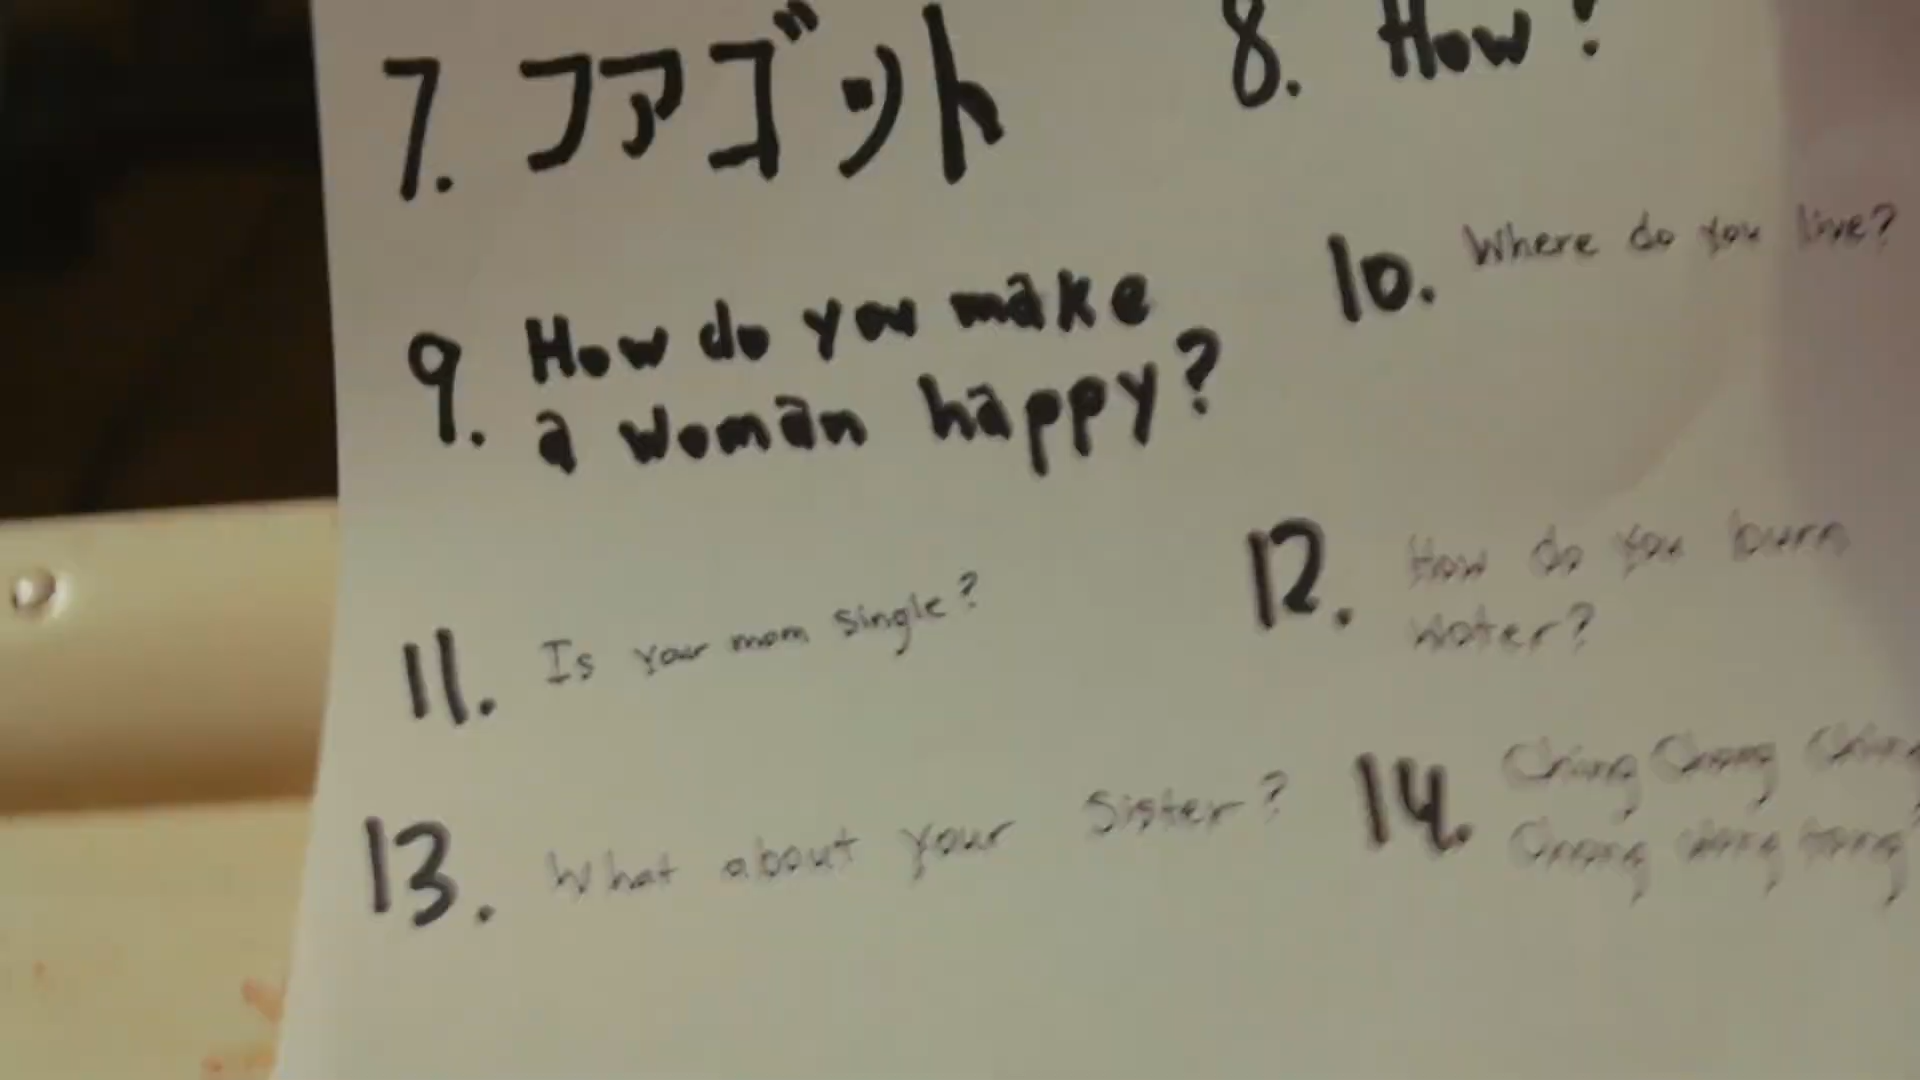 7. ファゴット
8. How?
9. How do you make
a woman happy?
10. Where do you live?
11. Is your mom single?
12. How do you burn
water?
13. What about your sister?
14. Ching Chong Ching
Chong tong